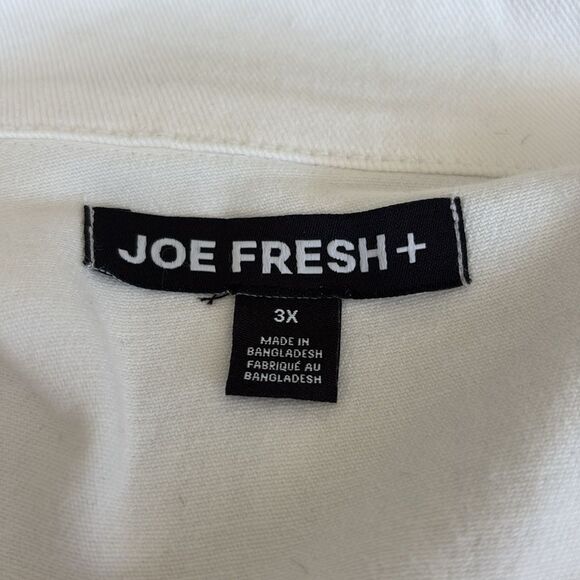 JOE FRESH+
3X
MADE IN
BANGLADESH
FABRIQUÉ AU
BANGLADESH